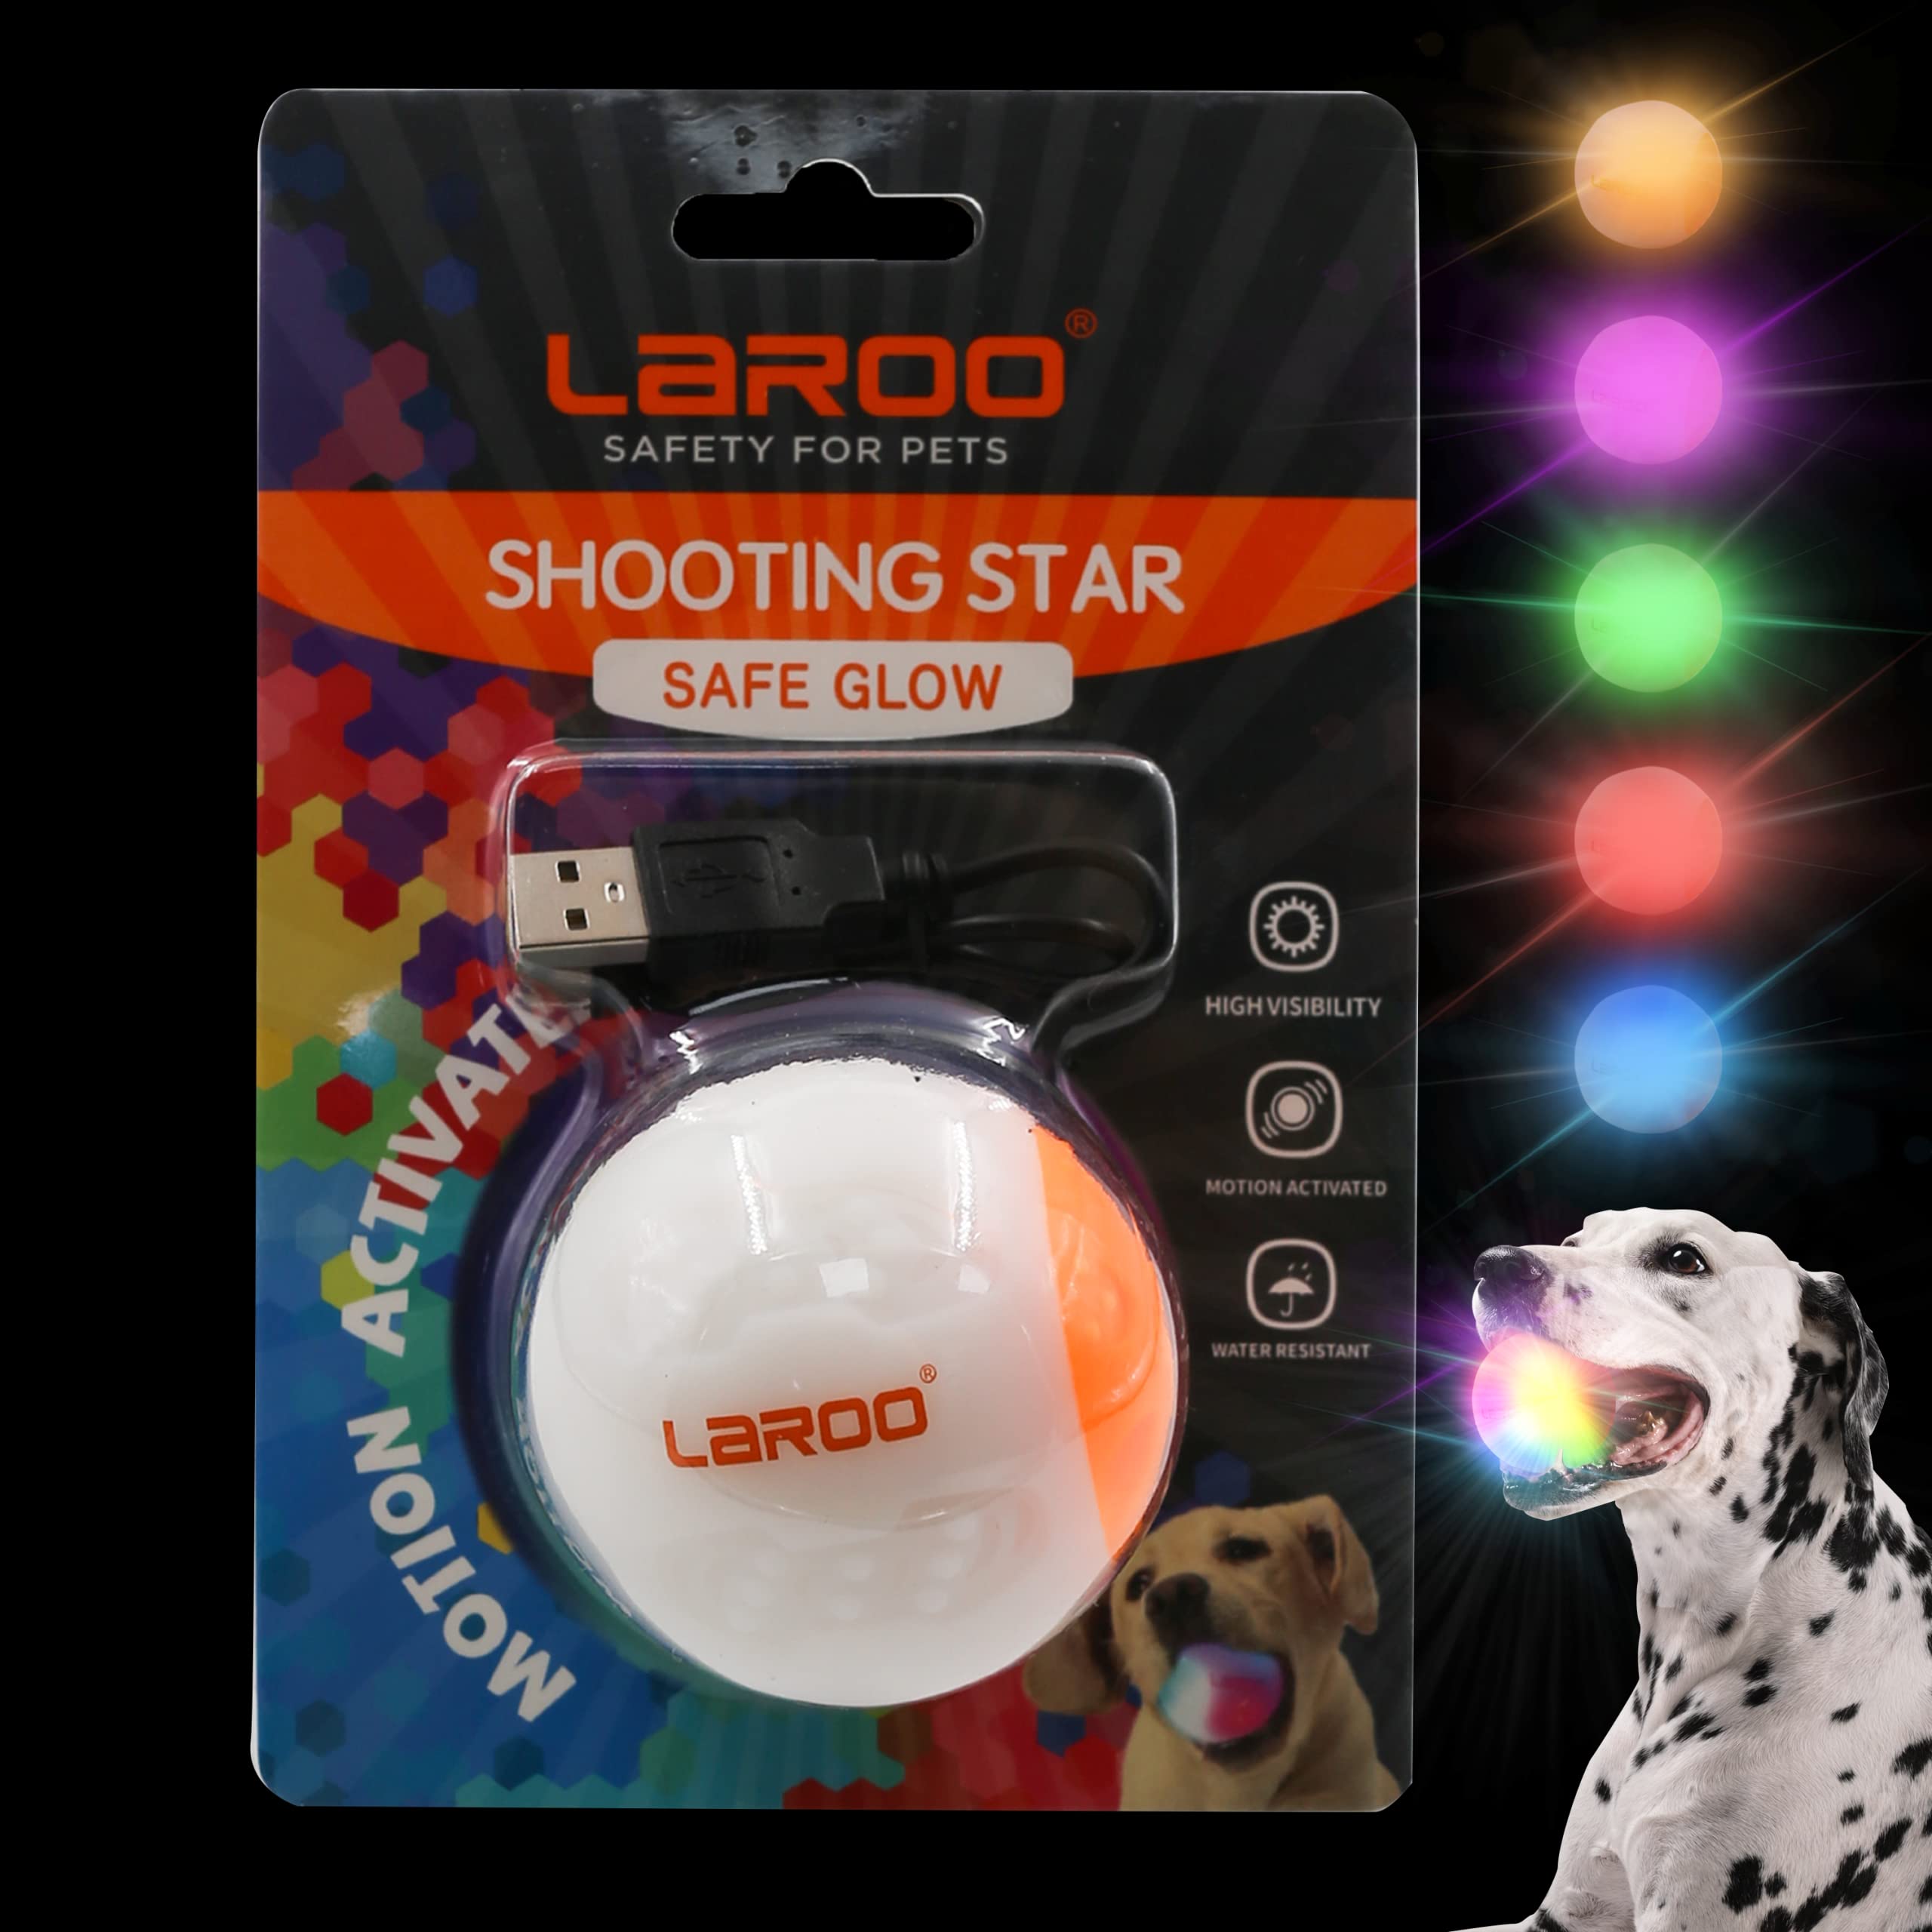 LaROO®
SAFETY FOR PETS
SHOOTING STAR
SAFE GLOW
MOTION ACTIVATE
HIGH VISIBILITY
MOTION ACTIVATED
WATER RESISTANT
LaROO®